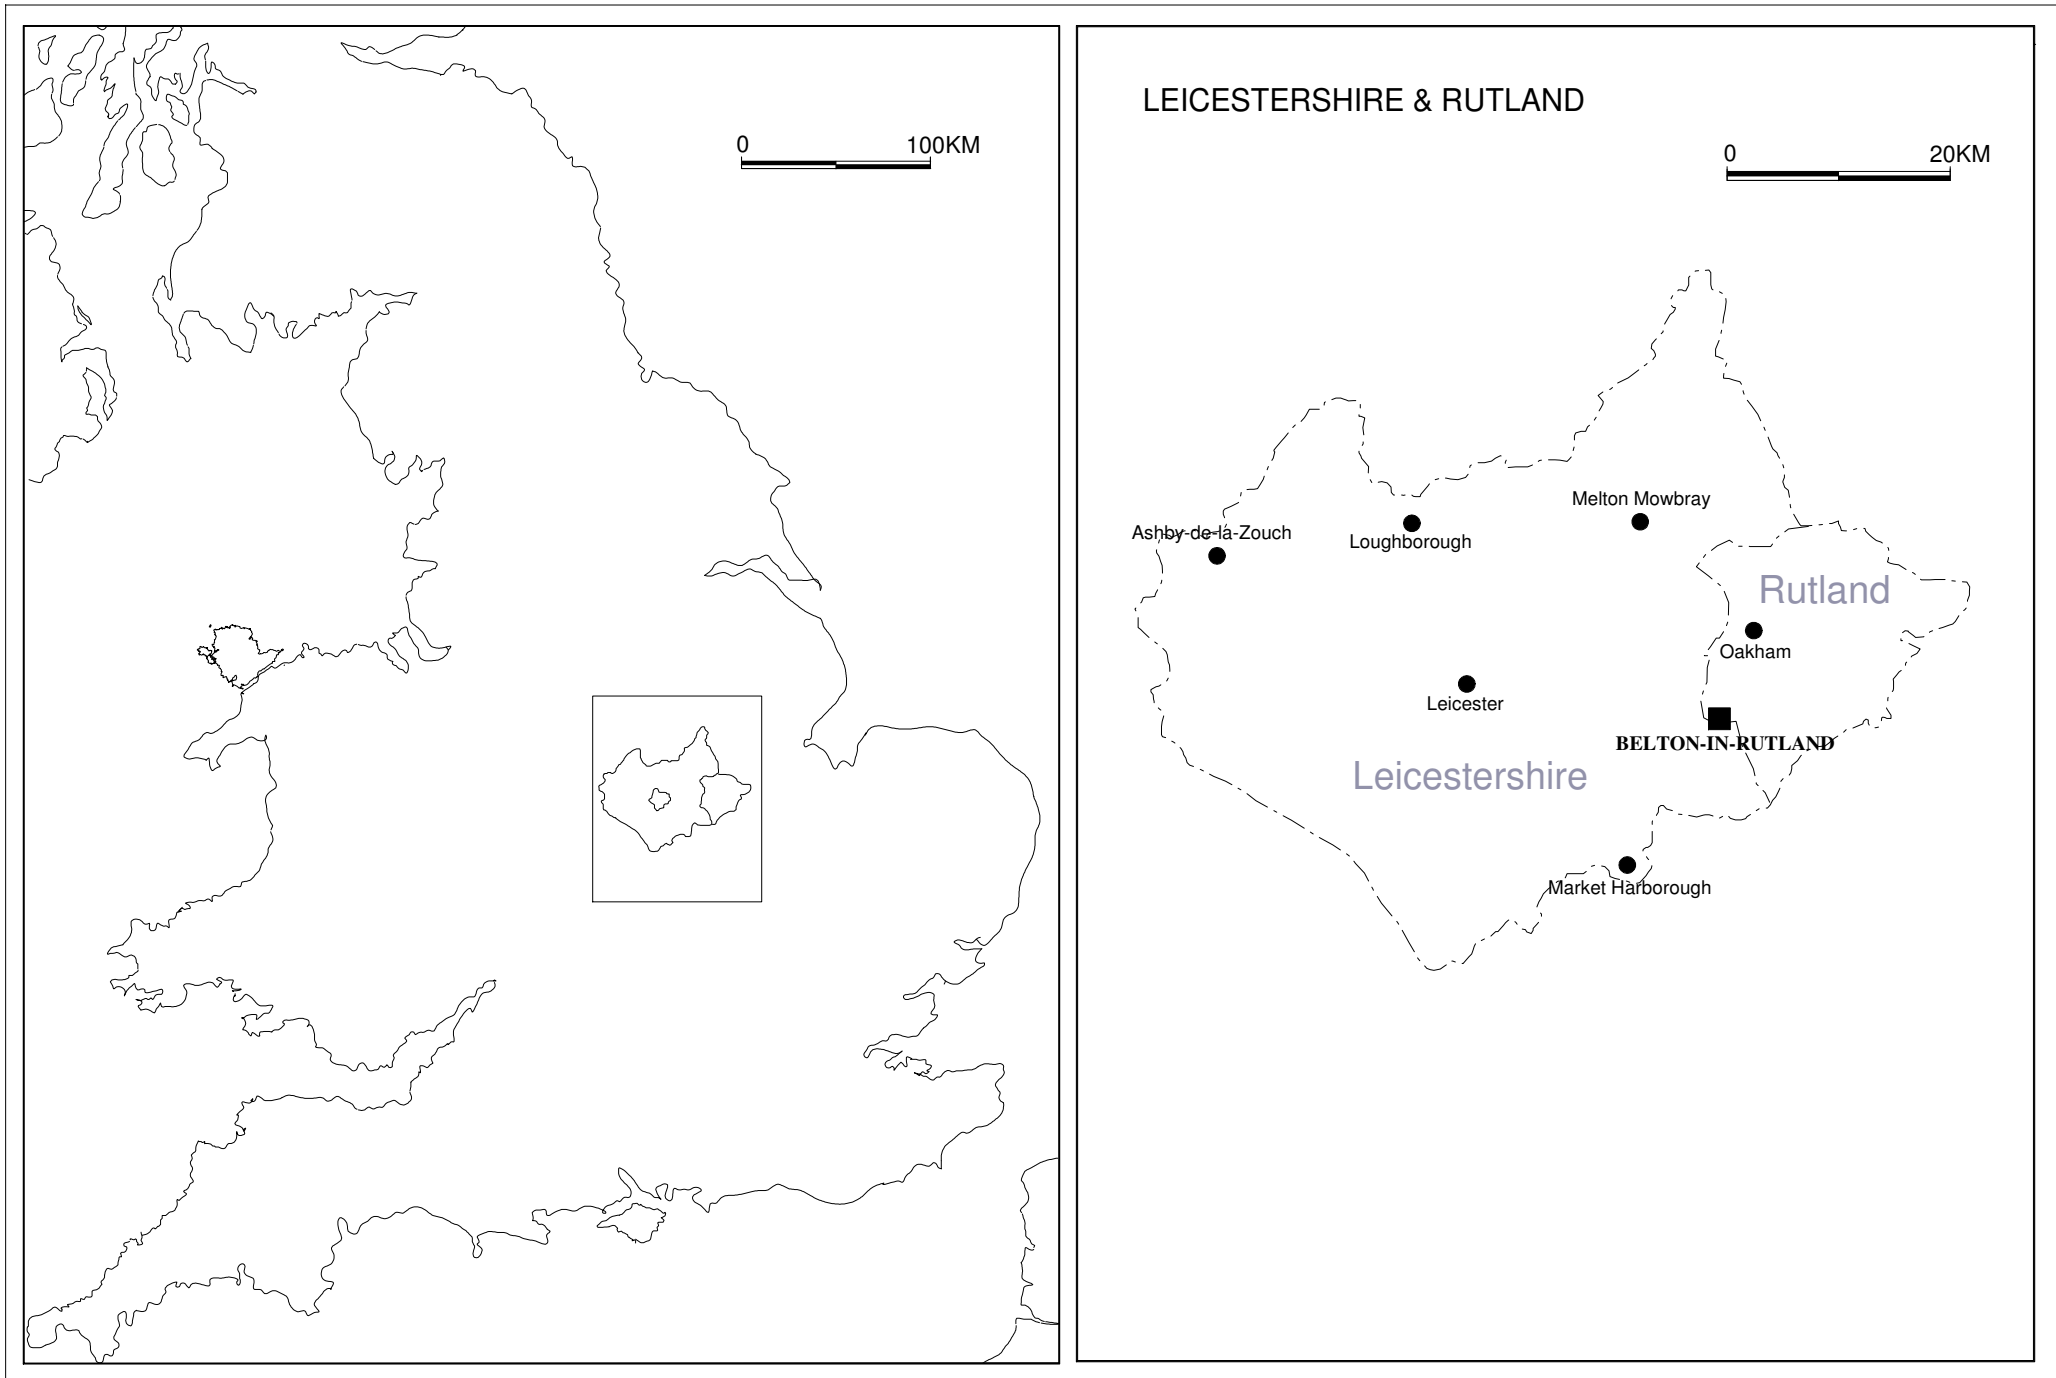 0 100KM
LEICESTERSHIRE & RUTLAND
0 20KM
Melton Mowbray
Ashby-de-la-Zouch
Loughborough
Rutland
Oakham
Leicester
BELTON-IN-RUTLAND
Leicestershire
Market Harborough